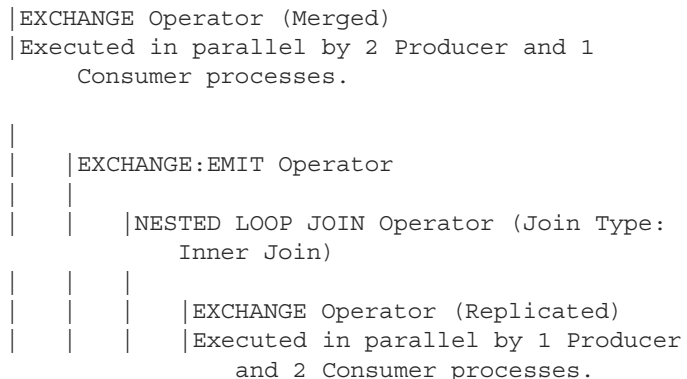 |EXCHANGE Operator (Merged)
|Executed in parallel by 2 Producer and 1
Consumer processes.
|
| |EXCHANGE:EMIT Operator
| |
| | |NESTED LOOP JOIN Operator (Join Type:
Inner Join)
| | |
| | | |EXCHANGE Operator (Replicated)
| | | |Executed in parallel by 1 Producer
and 2 Consumer processes.